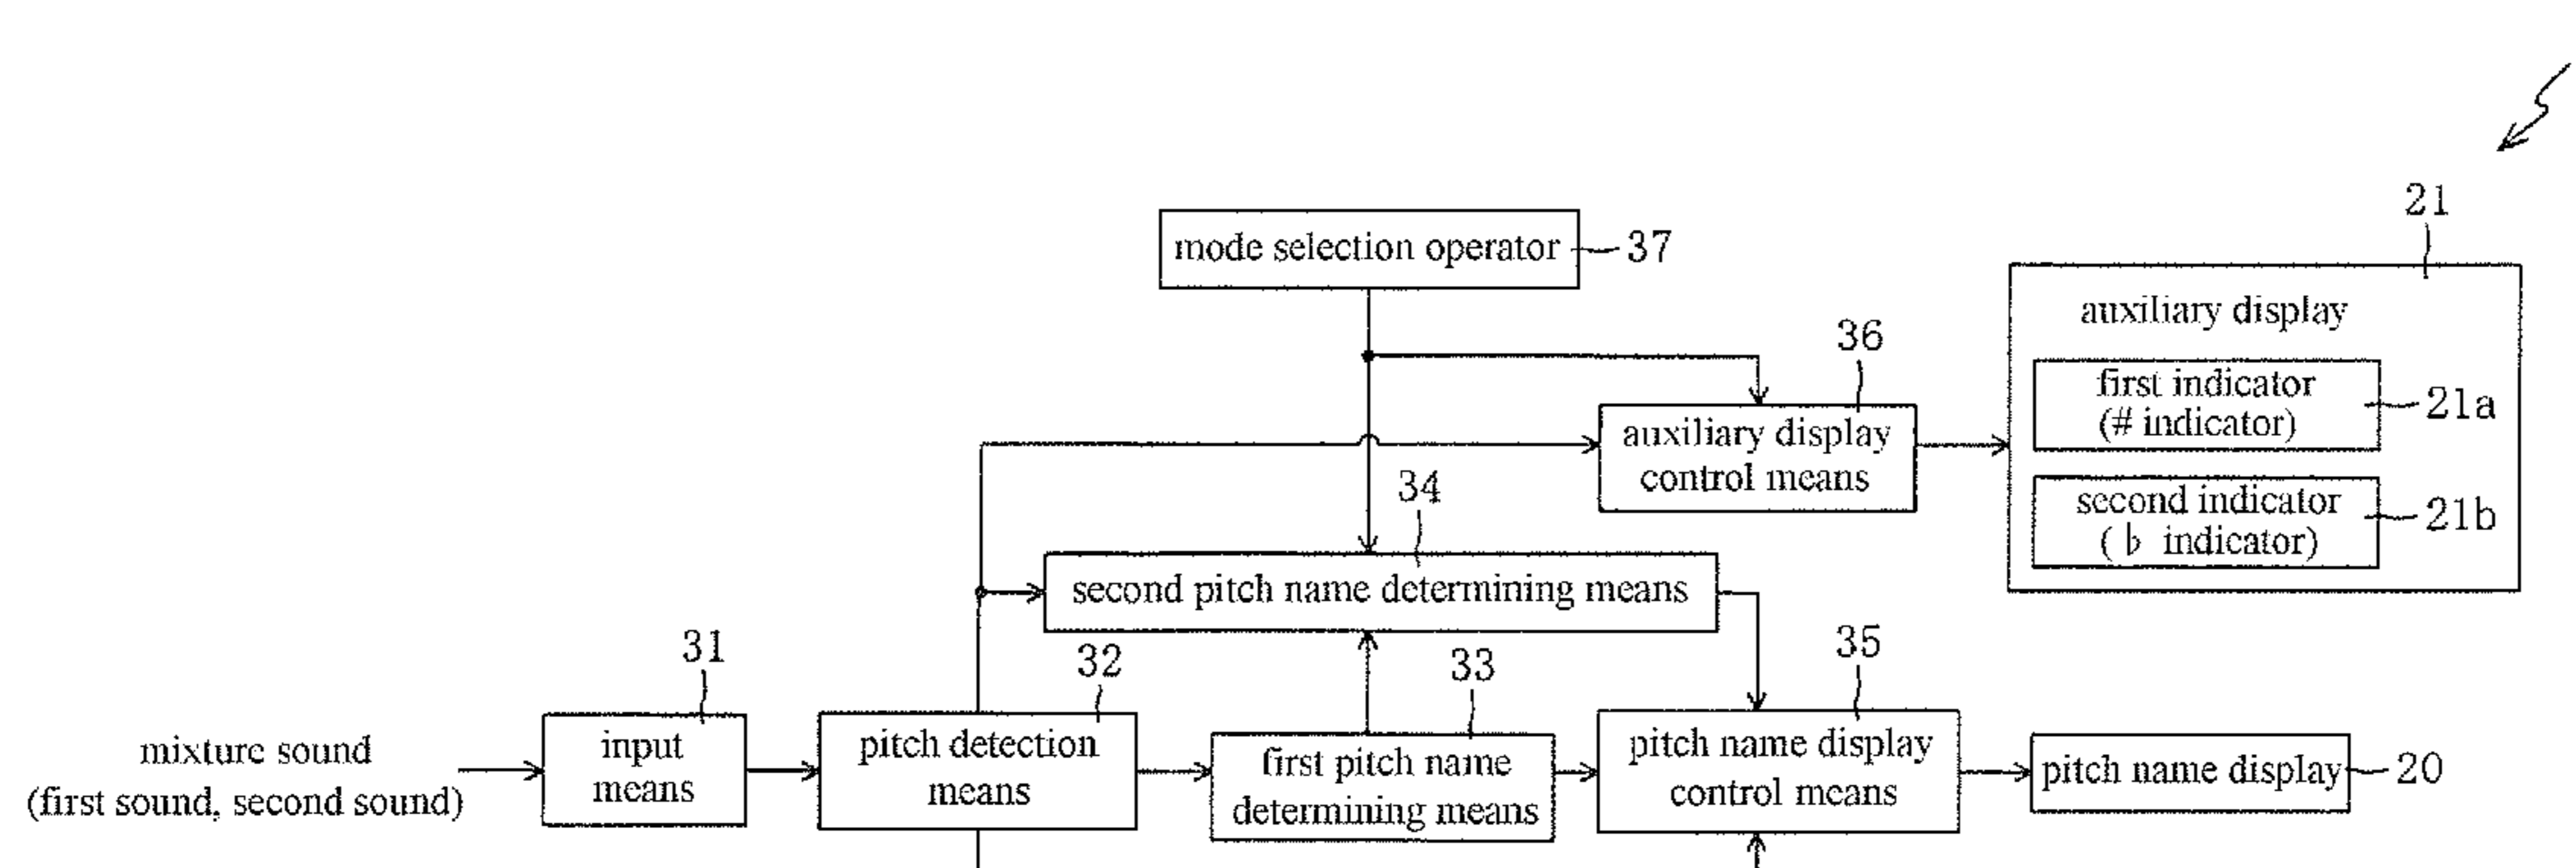 21
mode selection operator
37
auxiliary display
36
first indicator
(# indicator)
21a
auxiliary display
control means
34
second indicator
(♭ indicator)
21b
second pitch name determining means
31
32
33
35
mixture sound
(first sound, second sound)
input
means
pitch detection
means
first pitch name
determining means
pitch name display
control means
pitch name display
20